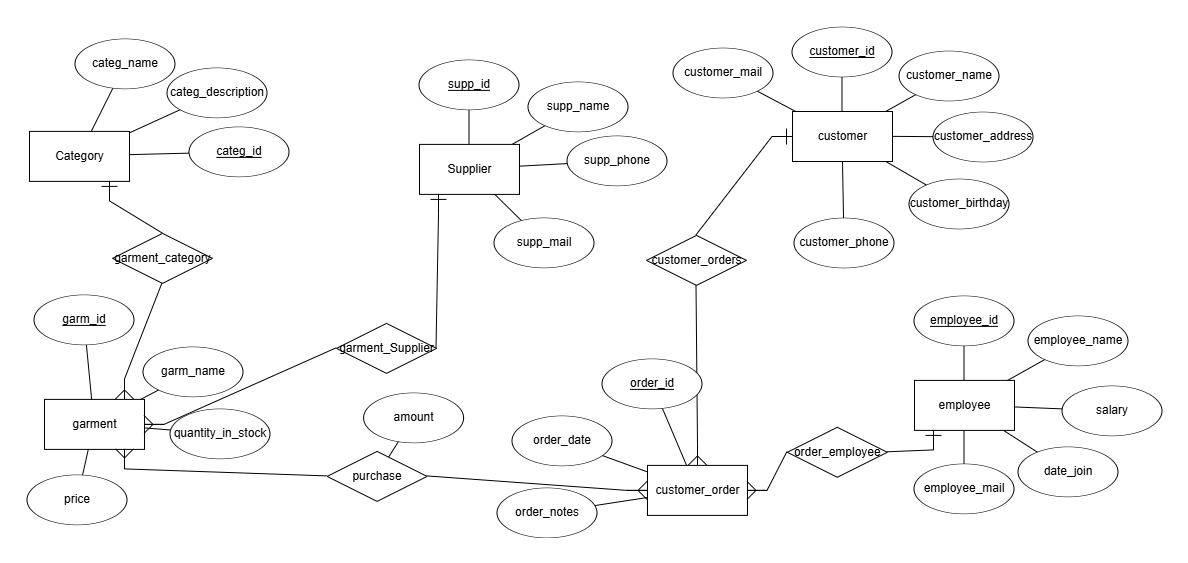 categ_name
categ_description
Category
categ_id
garment_category
supp_id
supp_name
Supplier
supp_phone
supp_mail
customer_id
customer_mail
customer_name
customer
customer_address
customer_birthday
customer_phone
customer_orders
garm_id
garm_name
garment
quantity_in_stock
price
garment_Supplier
amount
purchase
order_id
order_date
customer_order
order_notes
order_employee
employee_id
employee_name
employee
salary
date_join
employee_mail